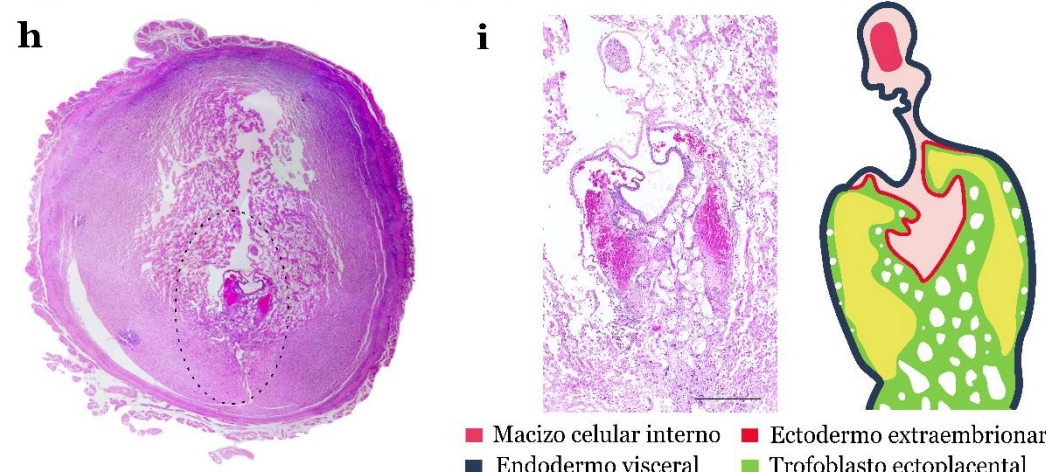 h
i
Macizo celular interno
Ectodermo extraembrionar
Endodermo visceral
Trofoblasto ectoplacental